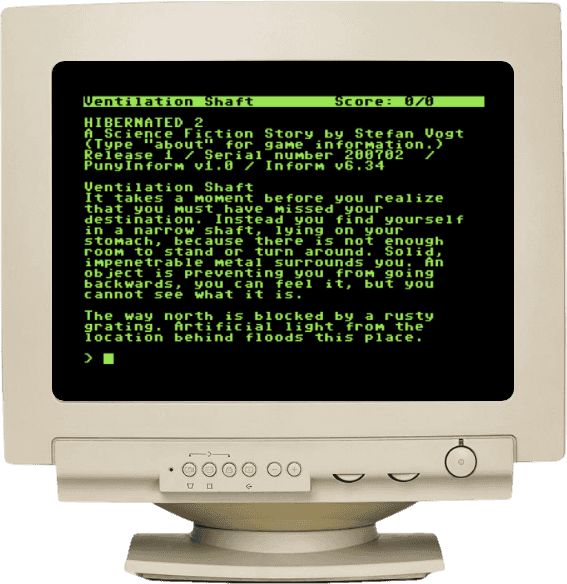 Ventilation Shaft Score: 0/0
HIBERNATED 2
A Science Fiction Story by Stefan Vogt
(Type "about" for game information.)
Release 1 / Serial number 200702 /
PunyInform v1.0 / Inform v6.34
Ventilation Shaft
It takes a moment before you realize
that you must have missed your
destination. Instead you find yourself
in a narrow shaft, lying on your
stomach, because there is not enough
room to stand or turn around. Solid,
impenetrable metal surrounds you. An
object is preventing you from going
backwards, you can feel it, but you
cannot see what it is.
The way north is blocked by a rusty
grating. Artificial light from the
location behind floods this place.
>